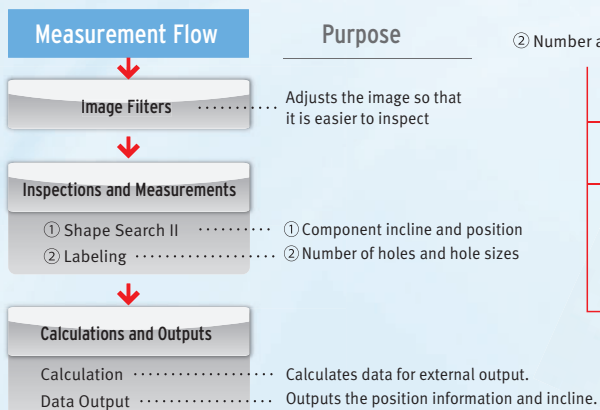 Measurement Flow
Purpose
② Number a
Image Filters ··········· Adjusts the image so that
it is easier to inspect
Inspections and Measurements
① Shape Search II ·········· ① Component incline and position
② Labeling ·················· ② Number of holes and hole sizes
Calculations and Outputs
Calculation ·················· Calculates data for external output.
Data Output ················· Outputs the position information and incline.